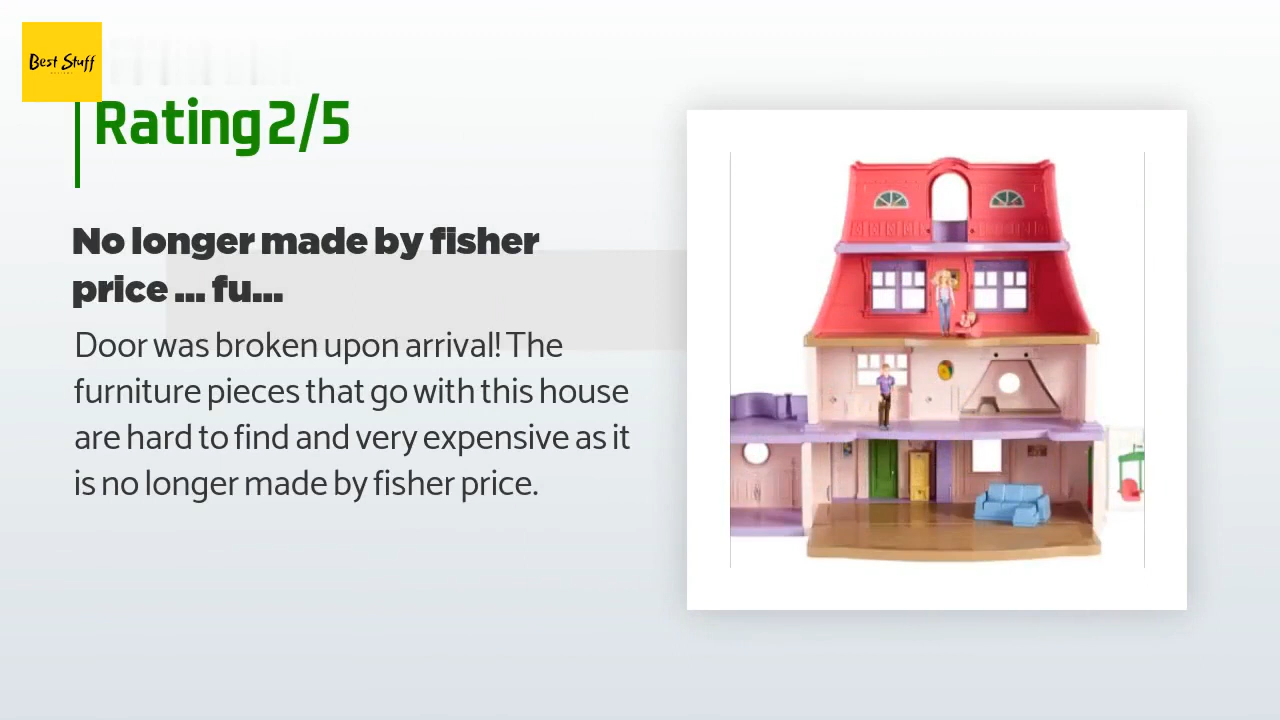 Best Stuff
Rating 2/5
No longer made by fisher
price ... fu...
Door was broken upon arrival! The
furniture pieces that go with this house
are hard to find and very expensive as it
is no longer made by fisher price.